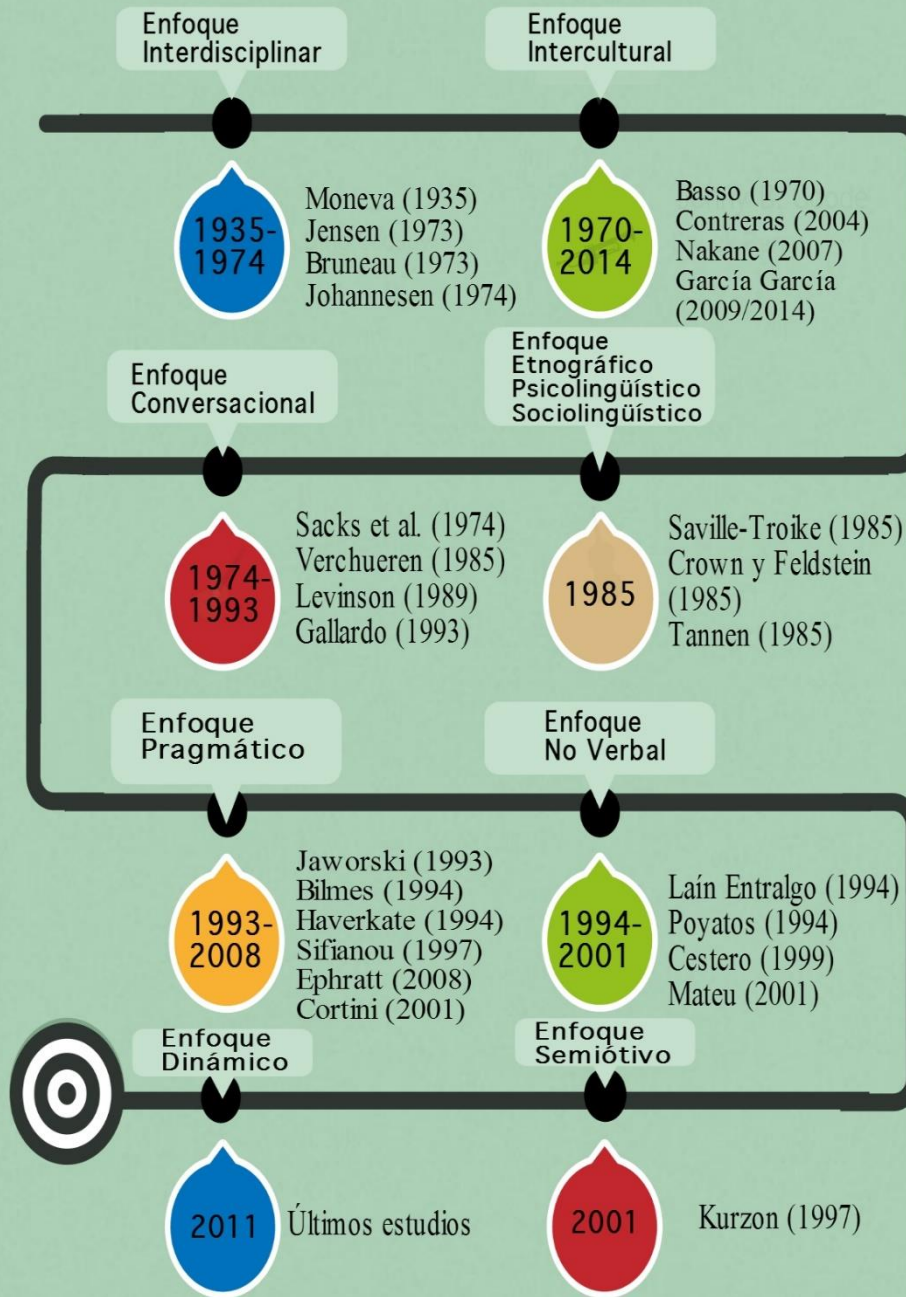 Enfoque
Interdisciplinar
Enfoque
Intercultural
1935-
1974
Moneva (1935)
Jensen (1973)
Bruneau (1973)
Johannesen (1974)
1970-
2014
Basso (1970)
Contreras (2004)
Nakane (2007)
García García
(2009/2014)
Enfoque
Etnográfico
Psicolingüístico
Sociolingüístico
1985
Saville-Troike (1985)
Crown y Feldstein
(1985)
Tannen (1985)
Enfoque
Conversacional
1974-
1993
Sacks et al. (1974)
Verchueren (1985)
Levinson (1989)
Gallardo (1993)
Enfoque
Pragmático
1993-
2008
Jaworski (1993)
Bilmes (1994)
Haverkate (1994)
Sifianou (1997)
Ephratt (2008)
Cortini (2001)
Enfoque
No Verbal
1994-
2001
Laín Entralgo (1994)
Poyatos (1994)
Cestero (1999)
Mateu (2001)
Enfoque
Semiótivo
2001
Kurzon (1997)
Enfoque
Dinámico
2011
Últimos estudios